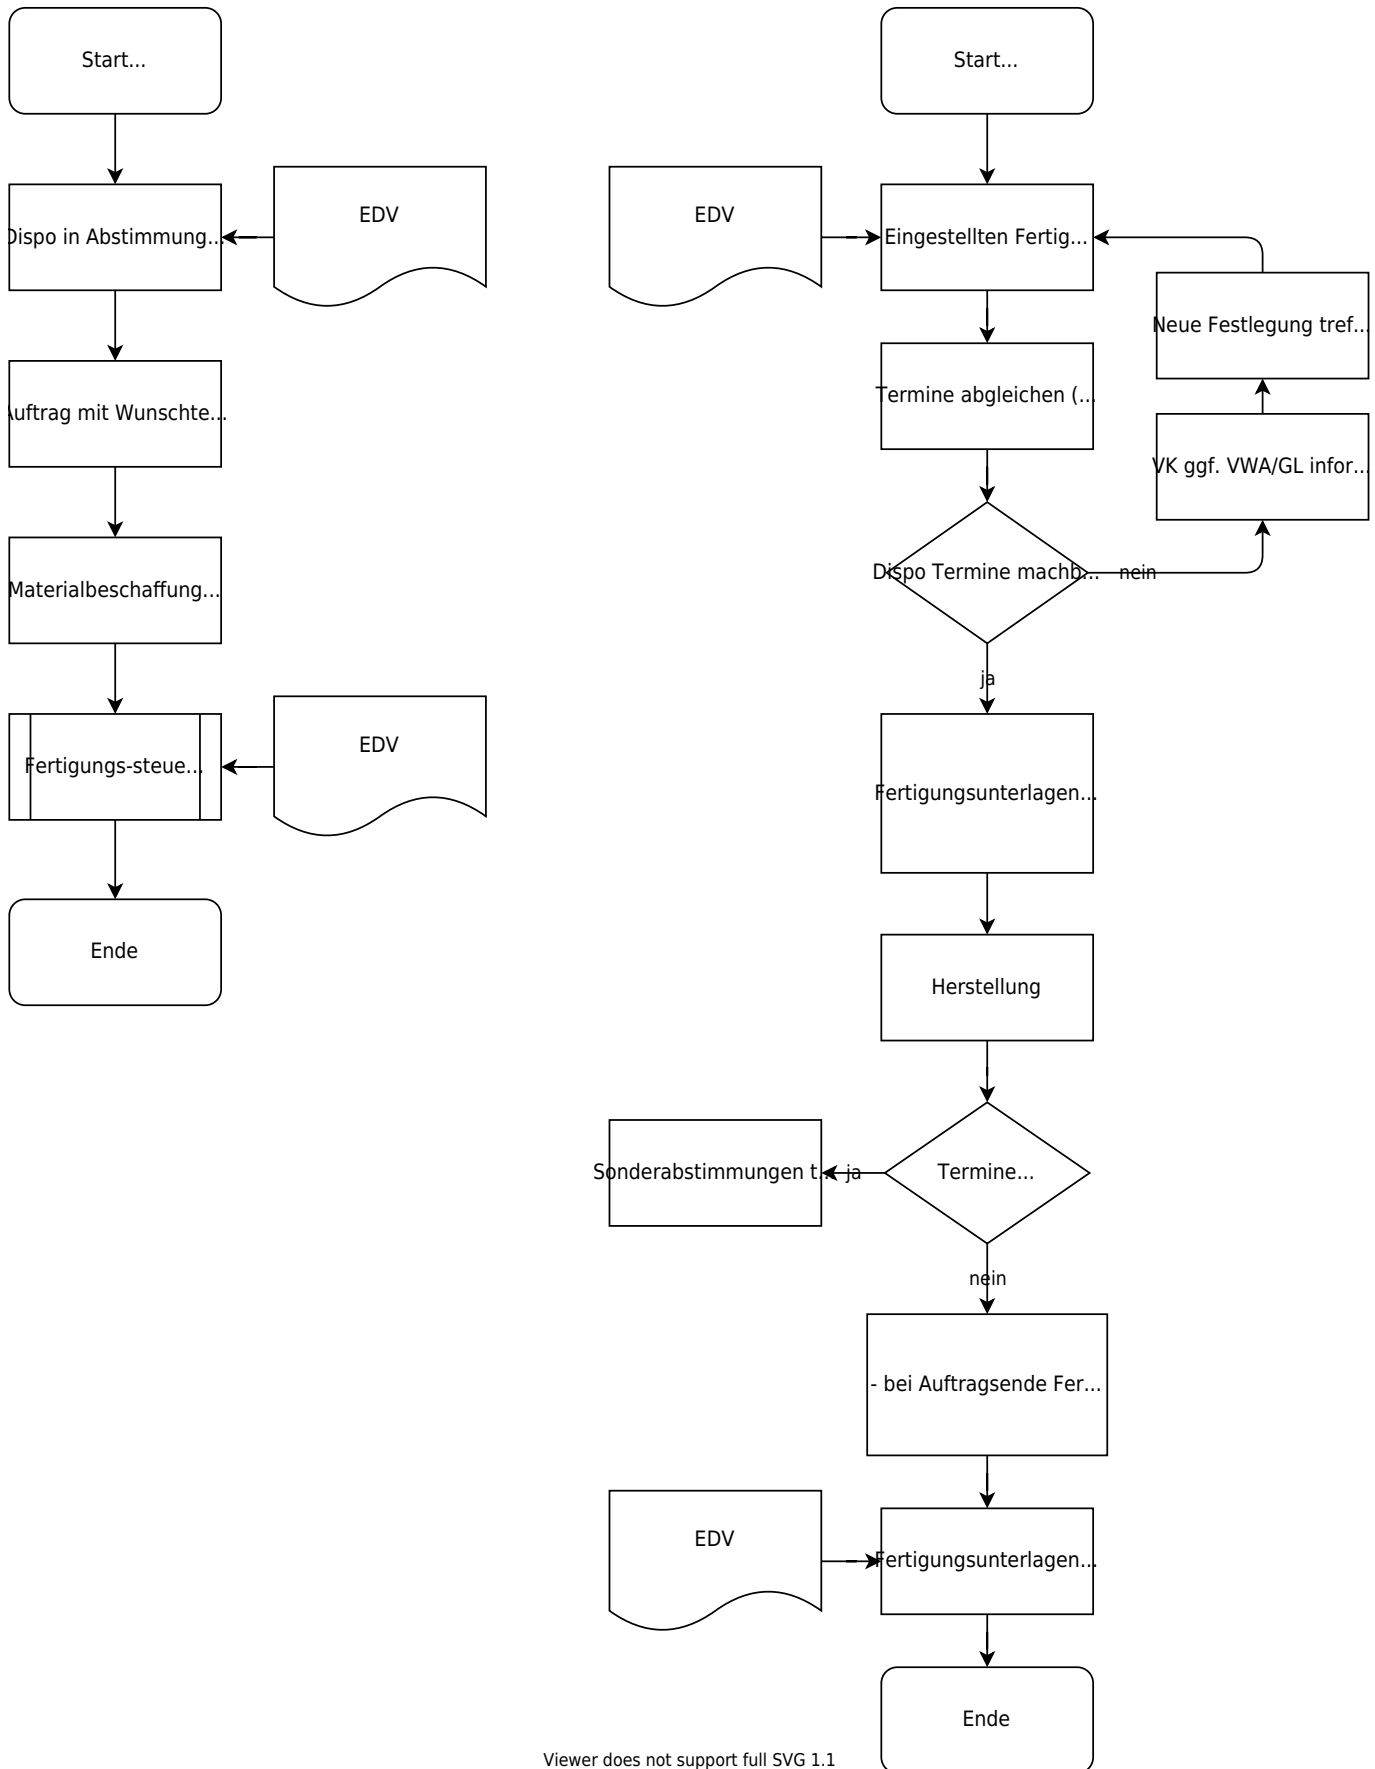 Start...
Dispo in Abstimmung...
EDV
Auftrag mit Wunschte...
Materialbeschaffung...
Fertigungs-steue...
EDV
Ende
Start...
EDV
Eingestellten Fertig...
Neue Festlegung tref...
Termine abgleichen (...
VK ggf. VWA/GL infor...
Dispo Termine machb...
nein
ja
Fertigungsunterlagen...
Herstellung
Termine...
ja
Sonderabstimmungen t...
nein
- bei Auftragsende Fer...
EDV
Fertigungsunterlagen...
Ende
Viewer does not support full SVG 1.1